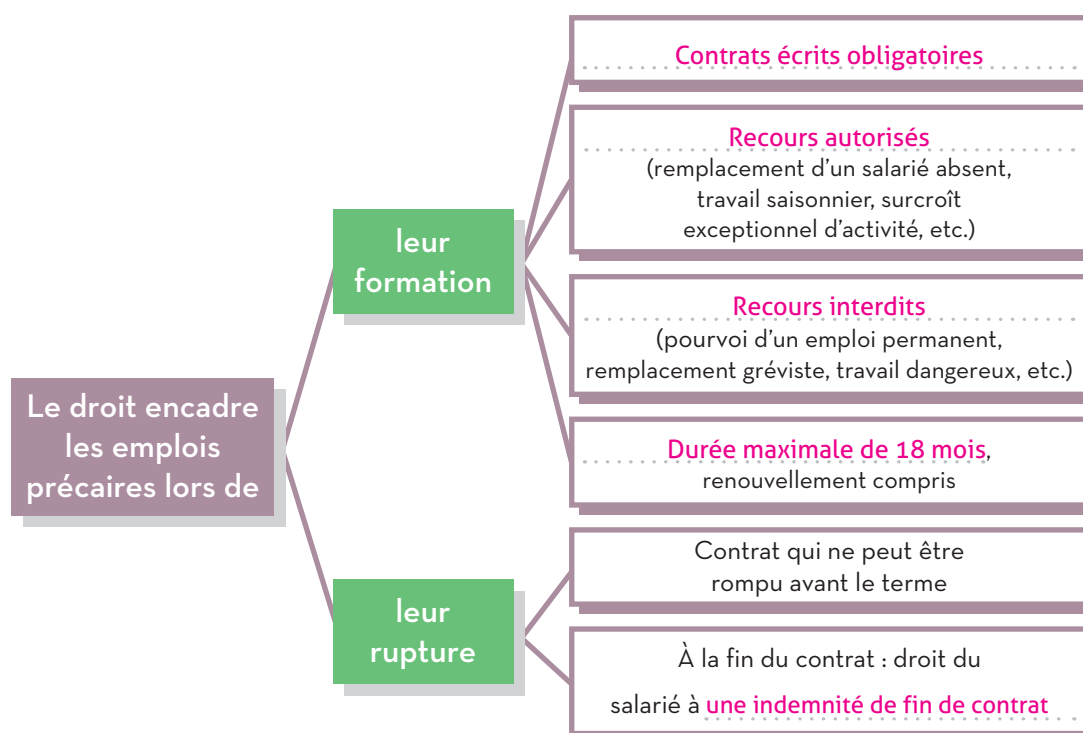 Contrats écrits obligatoires
Recours autorisés
(remplacement d'un salarié absent,
travail saisonnier, surcroît
exceptionnel d'activité, etc.)
leur
formation
Recours interdits
(pourvoi d'un emploi permanent,
remplacement gréviste, travail dangereux, etc.)
Le droit encadre
les emplois
précaires lors de
Durée maximale de 18 mois,
renouvellement compris
Contrat qui ne peut être
rompu avant le terme
leur
rupture
À la fin du contrat : droit du
salarié à une indemnité de fin de contrat